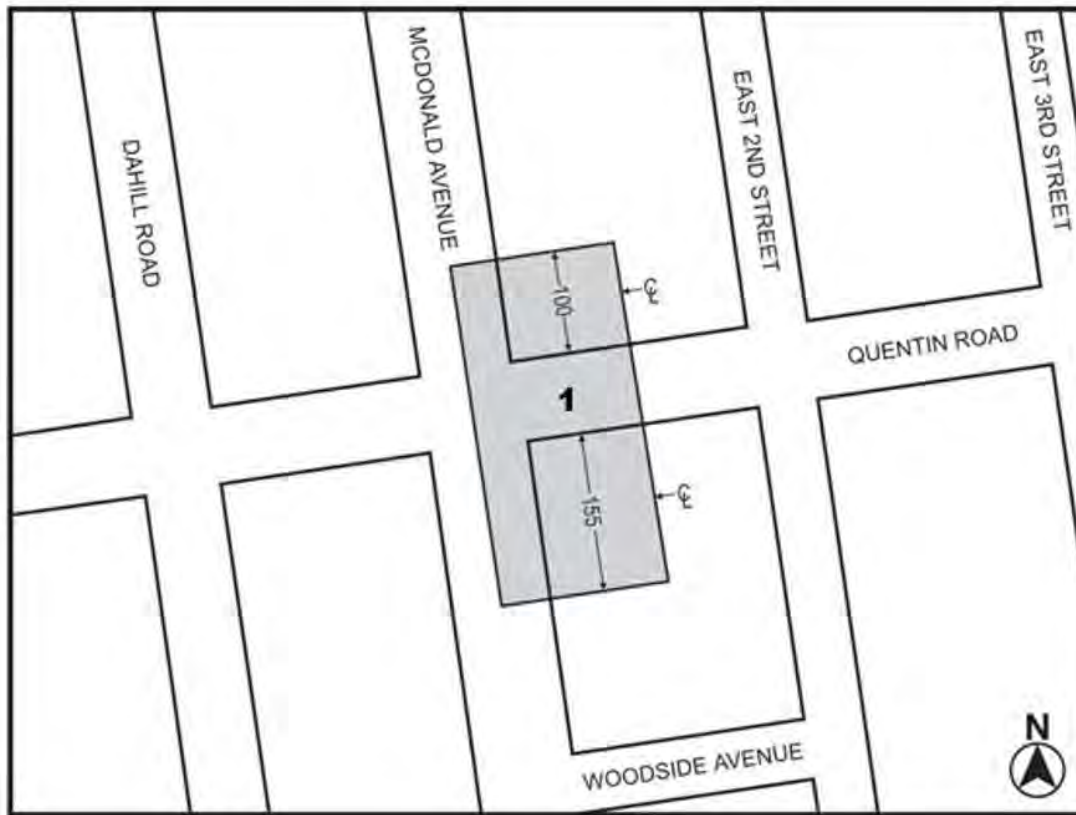 DAHILL ROAD
MCDONALD AVENUE
EAST 2ND STREET
EAST 3RD STREET
QUENTIN ROAD
100
℄
1
155
℄
WOODSIDE AVENUE
N